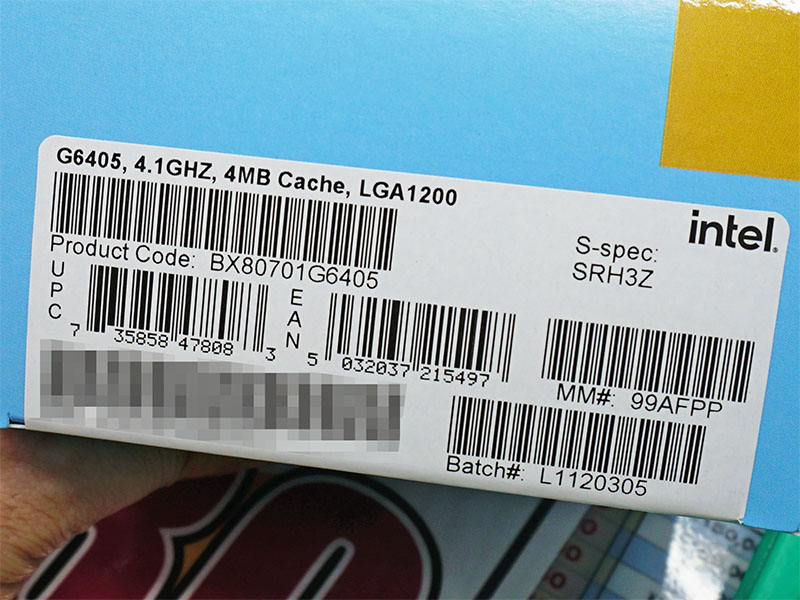 G6405, 4.1GHZ, 4MB Cache, LGA1200
intel.
S-spec:
SRH3Z
Product Code: BX80701G6405
UPC
7 35858 47808 3
EAN
5 032037 215497
MM#: 99AFPP
Batch#: L1120305